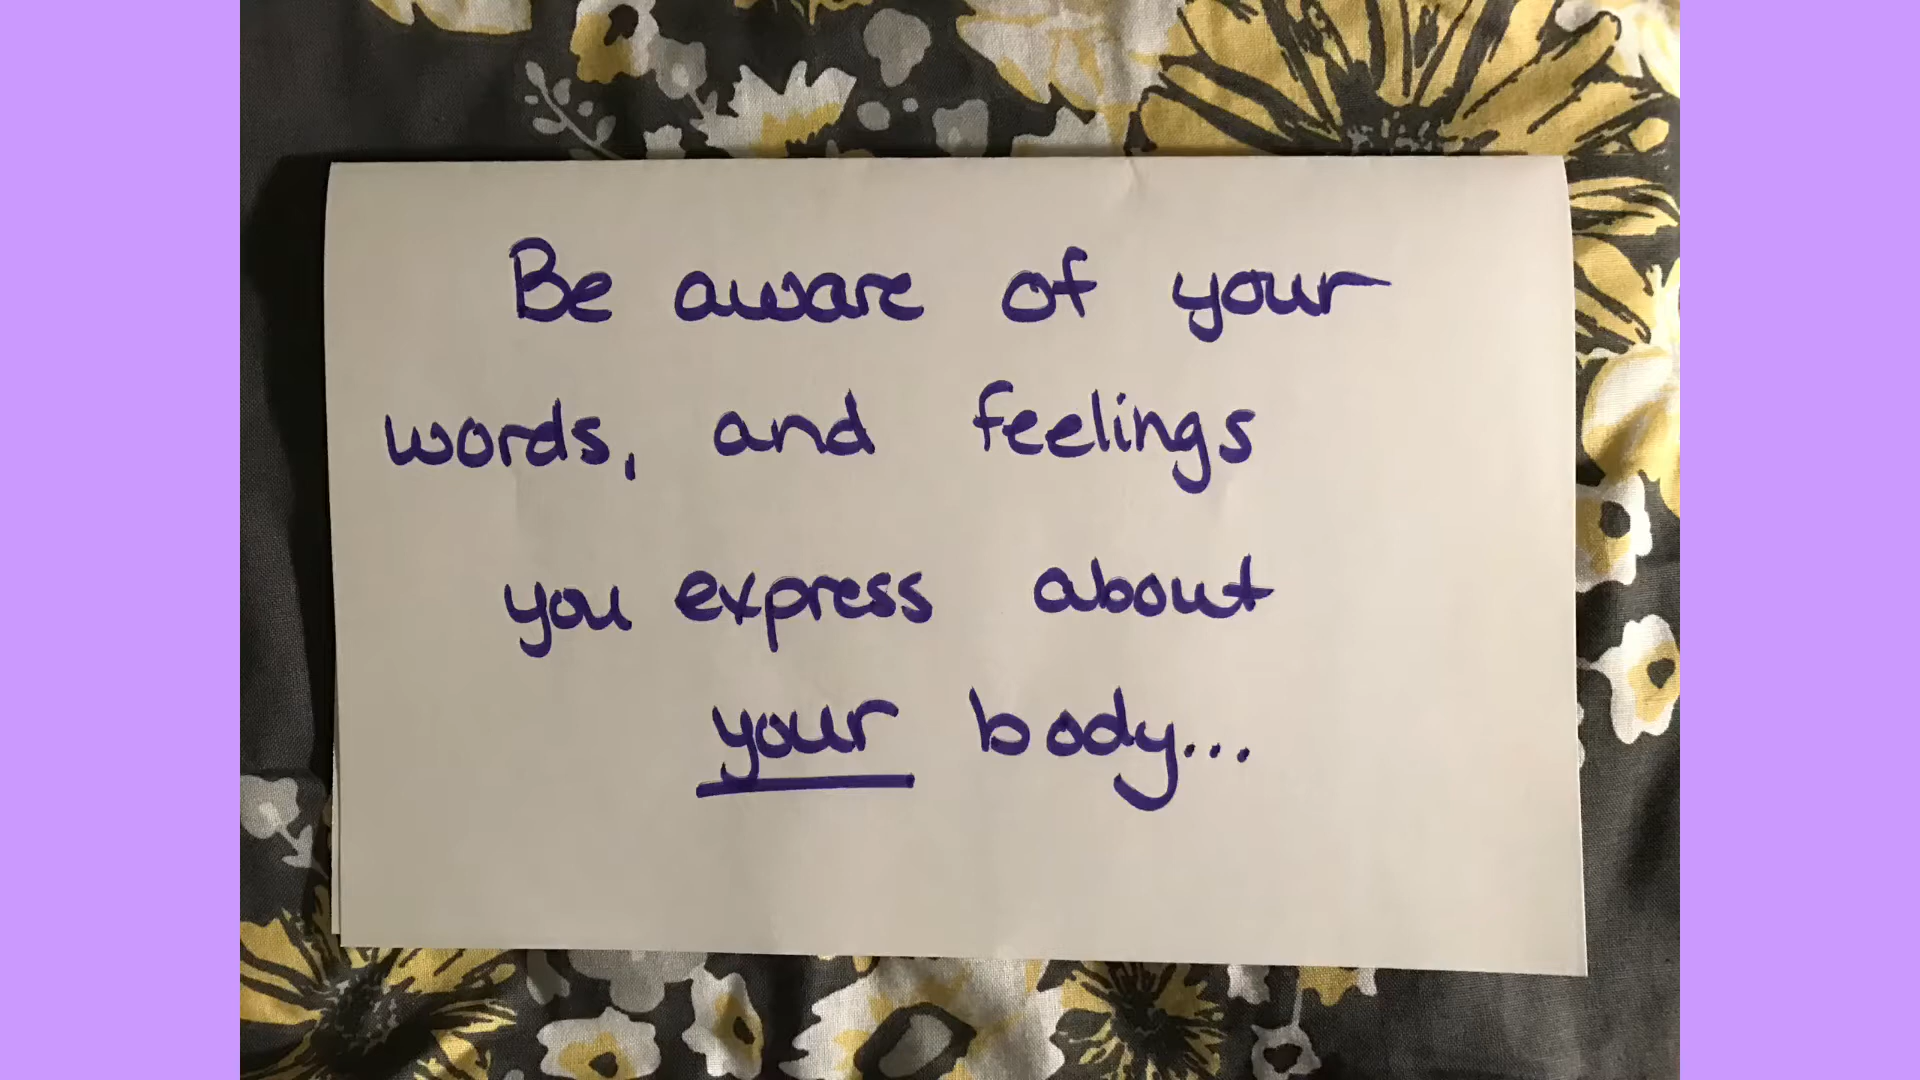 Be aware of your
words, and feelings
you express about
your body...